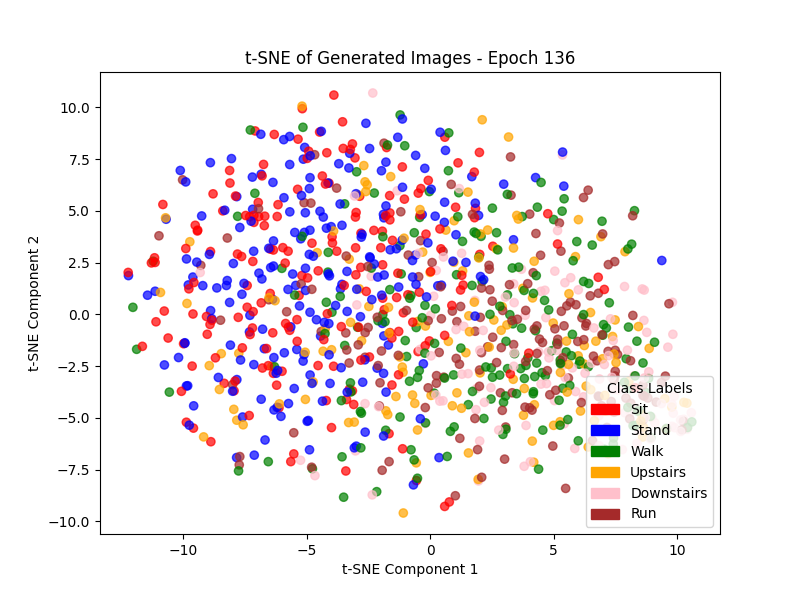 t-SNE of Generated Images - Epoch 136
t-SNE Component 2
10.0
7.5
5.0
2.5
0.0
−2.5
−5.0
−7.5
−10.0
Class Labels
Sit
Stand
Walk
Upstairs
Downstairs
Run
−10
−5
0
5
10
t-SNE Component 1